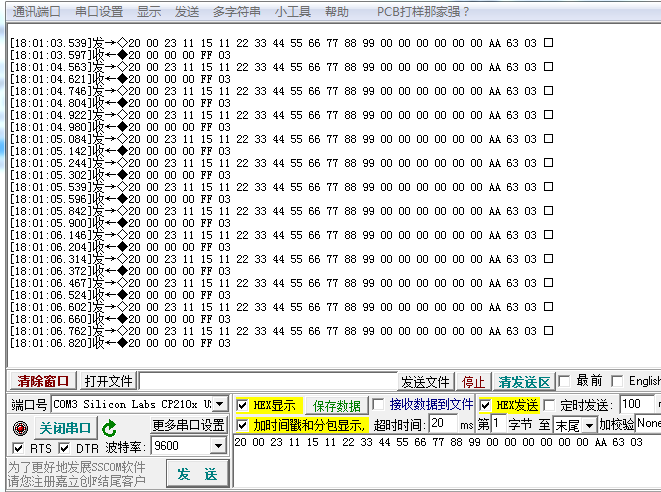 通讯端口 串口设置 显示 发送 多字符串 小工具 帮助 PCB打样那家强？
[18:01:03.539]发→◇20 00 23 11 15 11 22 33 44 55 66 77 88 99 00 00 00 00 00 00 AA 63 03 □
[18:01:03.597]收←◆20 00 00 00 FF 03
[18:01:04.563]发→◇20 00 23 11 15 11 22 33 44 55 66 77 88 99 00 00 00 00 00 00 AA 63 03 □
[18:01:04.621]收←◆20 00 00 00 FF 03
[18:01:04.746]发→◇20 00 23 11 15 11 22 33 44 55 66 77 88 99 00 00 00 00 00 00 AA 63 03 □
[18:01:04.804]收←◆20 00 00 00 FF 03
[18:01:04.922]发→◇20 00 23 11 15 11 22 33 44 55 66 77 88 99 00 00 00 00 00 00 AA 63 03 □
[18:01:04.980]收←◆20 00 00 00 FF 03
[18:01:05.084]发→◇20 00 23 11 15 11 22 33 44 55 66 77 88 99 00 00 00 00 00 00 AA 63 03 □
[18:01:05.142]收←◆20 00 00 00 FF 03
[18:01:05.244]发→◇20 00 23 11 15 11 22 33 44 55 66 77 88 99 00 00 00 00 00 00 AA 63 03 □
[18:01:05.302]收←◆20 00 00 00 FF 03
[18:01:05.539]发→◇20 00 23 11 15 11 22 33 44 55 66 77 88 99 00 00 00 00 00 00 AA 63 03 □
[18:01:05.596]收←◆20 00 00 00 FF 03
[18:01:05.842]发→◇20 00 23 11 15 11 22 33 44 55 66 77 88 99 00 00 00 00 00 00 AA 63 03 □
[18:01:05.900]收←◆20 00 00 00 FF 03
[18:01:06.146]发→◇20 00 23 11 15 11 22 33 44 55 66 77 88 99 00 00 00 00 00 00 AA 63 03 □
[18:01:06.204]收←◆20 00 00 00 FF 03
[18:01:06.314]发→◇20 00 23 11 15 11 22 33 44 55 66 77 88 99 00 00 00 00 00 00 AA 63 03 □
[18:01:06.372]收←◆20 00 00 00 FF 03
[18:01:06.467]发→◇20 00 23 11 15 11 22 33 44 55 66 77 88 99 00 00 00 00 00 00 AA 63 03 □
[18:01:06.524]收←◆20 00 00 00 FF 03
[18:01:06.602]发→◇20 00 23 11 15 11 22 33 44 55 66 77 88 99 00 00 00 00 00 00 AA 63 03 □
[18:01:06.660]收←◆20 00 00 00 FF 03
[18:01:06.762]发→◇20 00 23 11 15 11 22 33 44 55 66 77 88 99 00 00 00 00 00 00 AA 63 03 □
[18:01:06.820]收←◆20 00 00 00 FF 03
清除窗口 打开文件 发送文件 停止 清发送区 最前 English
端口号 COM3 Silicon Labs CP210x U HEX显示 保存数据 接收数据到文件 HEX发送 定时发送: 100
关闭串口 更多串口设置 加时间戳和分包显示, 超时时间: 20 ms 第 1 字节 至 末尾 加校验 None
RTS DTR 波特率: 9600
20 00 23 11 15 11 22 33 44 55 66 77 88 99 00 00 00 00 00 00 AA 63 03
为了更好地发展SSCOM软件
请您注册嘉立创F结尾客户
发 送